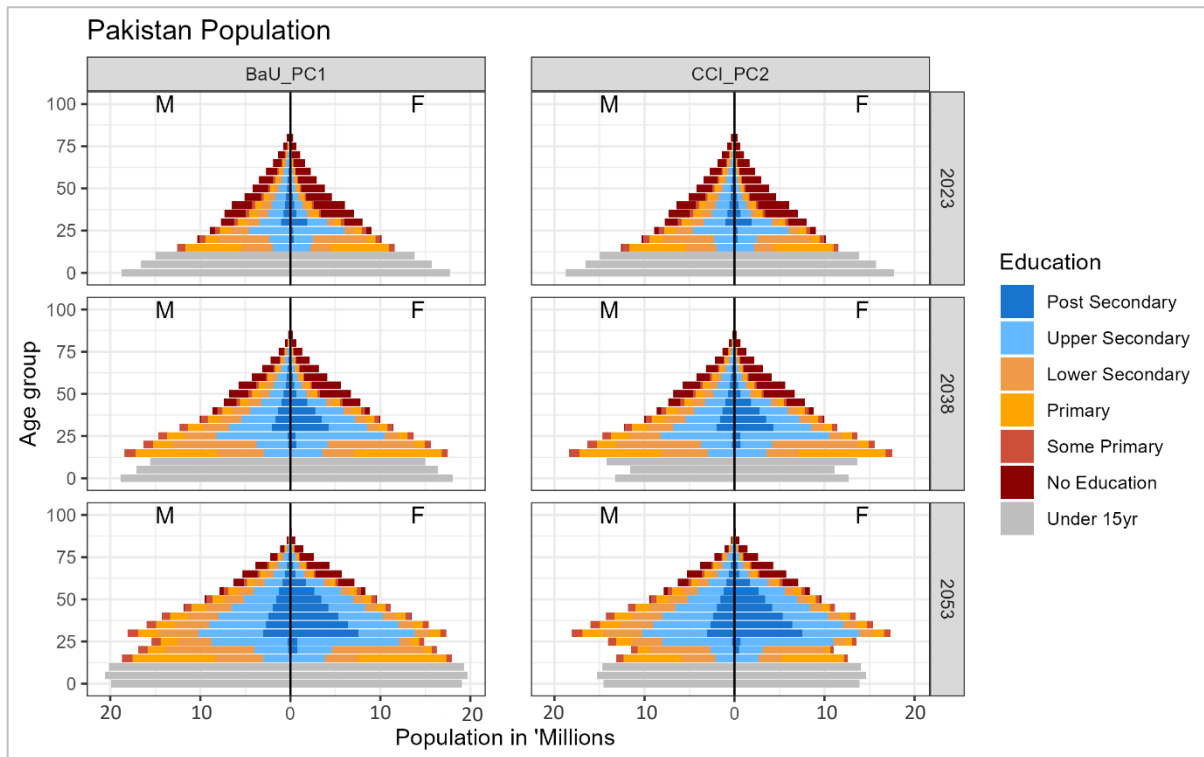 Pakistan Population
BaU_PC1
CCI_PC2
M
F
M
F
100
75
50
25
0
2023
M
F
M
F
100
75
50
25
0
2038
M
F
M
F
100
75
50
25
0
2053
Age group
20
10
0
10
20
20
10
0
10
20
Population in 'Millions
Education
Post Secondary
Upper Secondary
Lower Secondary
Primary
Some Primary
No Education
Under 15yr